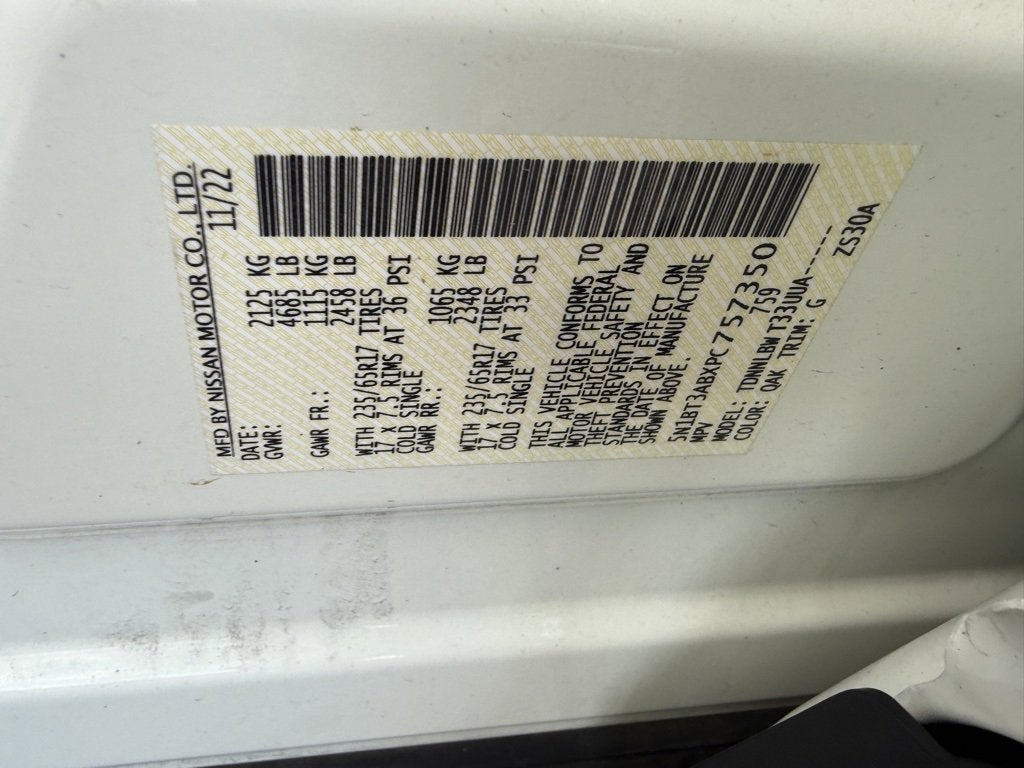 MFD BY NISSAN MOTOR CO., LTD.
DATE: 11/22
GVWR: 2125 KG
4685 LB
GAWR FR.: 1115 KG
2458 LB
WITH 235/65R17 TIRES
17 X 7.5 RIMS AT 36 PSI
COLD SINGLE
GAWR RR.: 1065 KG
2348 LB
WITH 235/65R17 TIRES
17 X 7.5 RIMS AT 33 PSI
COLD SINGLE
THIS VEHICLE CONFORMS TO
ALL APPLICABLE FEDERAL
MOTOR VEHICLE SAFETY AND
THEFT PREVENTION
STANDARDS IN EFFECT ON
THE DATE OF MANUFACTURE
SHOWN ABOVE.
5N1BT3ABXPC757350
MPV 759
MODEL: TDNNLBWT33UUA-----
COLOR: QAK TRIM: G ZS30A